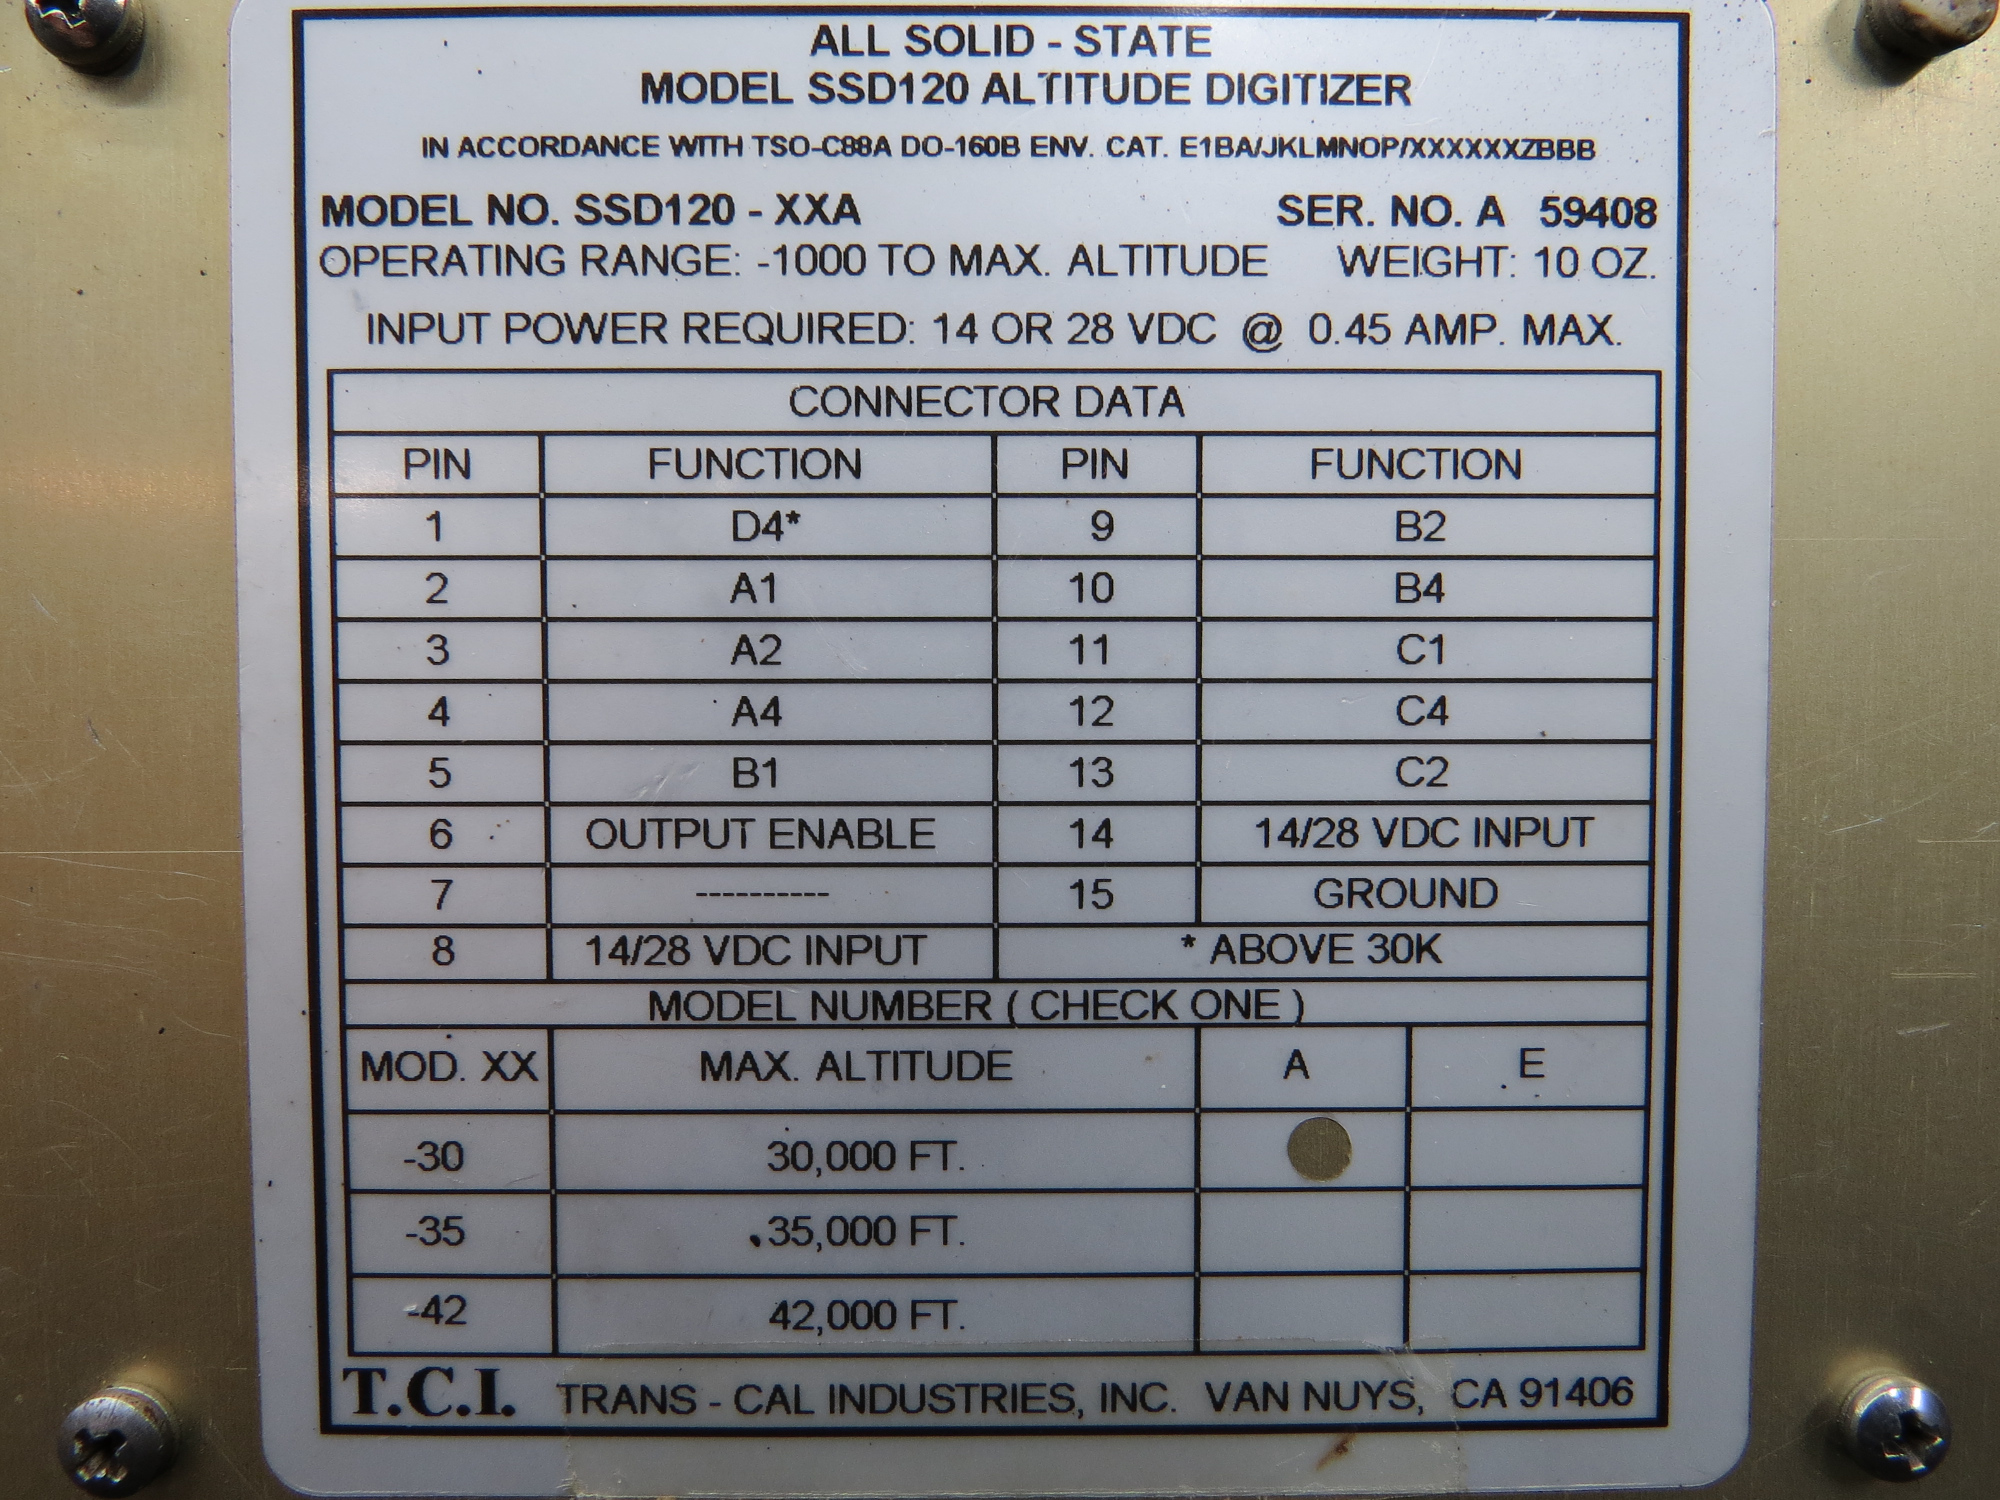 ALL SOLID - STATE
MODEL SSD120 ALTITUDE DIGITIZER
IN ACCORDANCE WITH TSO-C88A DO-160B ENV. CAT. E1BA/JKLMNOP/XXXXXXZBBB
MODEL NO. SSD120 - XXA SER. NO. A 59408
OPERATING RANGE: -1000 TO MAX. ALTITUDE WEIGHT: 10 OZ.
INPUT POWER REQUIRED: 14 OR 28 VDC @ 0.45 AMP. MAX.
CONNECTOR DATA
PIN FUNCTION PIN FUNCTION
1 D4* 9 B2
2 A1 10 B4
3 A2 11 C1
4 A4 12 C4
5 B1 13 C2
6 OUTPUT ENABLE 14 14/28 VDC INPUT
7 ---------- 15 GROUND
8 14/28 VDC INPUT * ABOVE 30K
MODEL NUMBER ( CHECK ONE )
MOD. XX MAX. ALTITUDE A E
-30 30,000 FT.
-35 35,000 FT.
-42 42,000 FT.
T.C.I. TRANS - CAL INDUSTRIES, INC. VAN NUYS, CA 91406